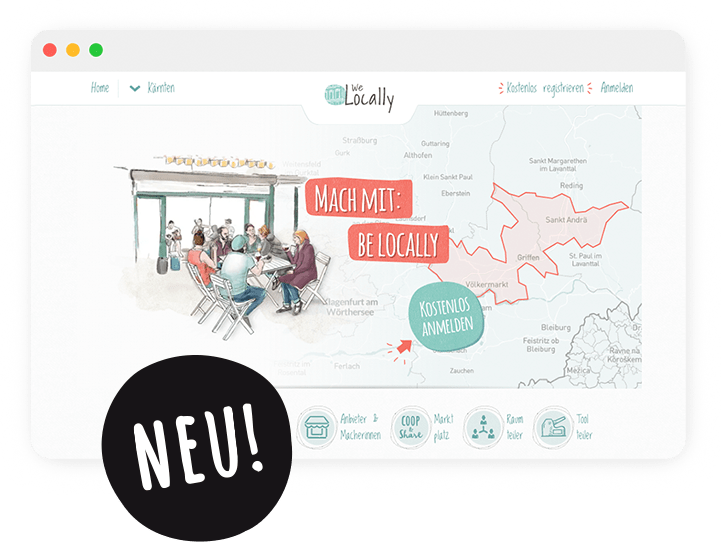 Home
Kärnten
We
Locally
Kostenlos registrieren
Anmelden
Hüttenberg
Straßburg
Guttaring
Gurk
Althofen
Sankt Margarethen
im Lavanttal
Klein Sankt Paul
Reding
Eberstein
MACH MIT:
BE LOCALLY
Sankt Andrä
Griffen
St. Paul im
Lavanttal
Völkermarkt
Klagenfurt am
Wörthersee
KOSTENLOS
ANMELDEN
Bleiburg
Feistritz ob
Bleiburg
Ravne na
Koroškem
Ferlach
Zauchen
Mežica
NEU!
Anbieter &
Macherinnen
COOP
&
Share
Markt
platz
Raum
teiler
Tool
teiler